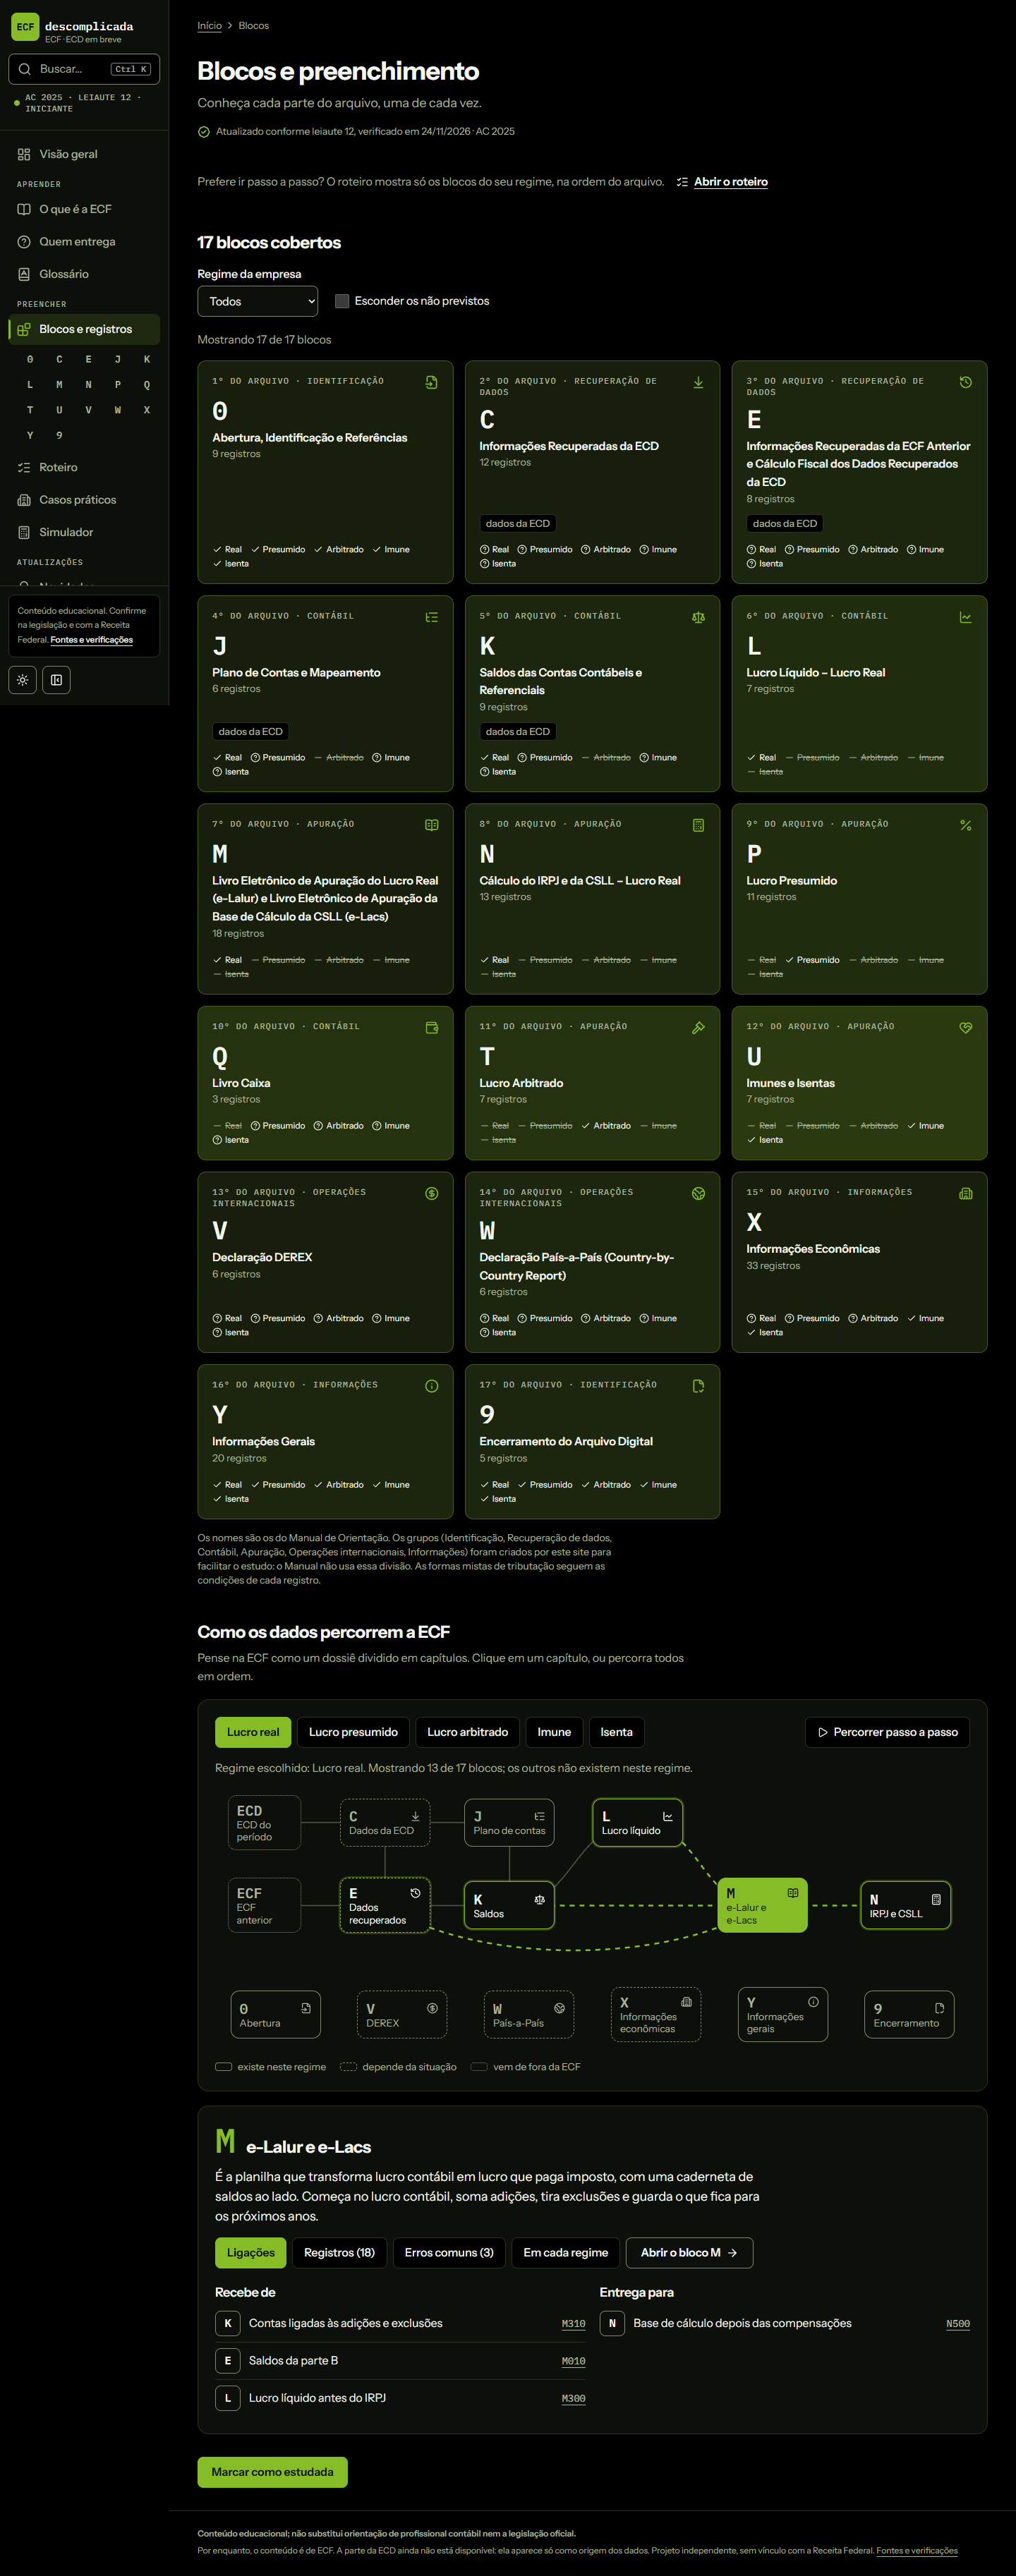 ECF descomplicada
ECF · ECD em breve
Buscar... Ctrl K
AC 2025 · LEIAUTE 12 ·
INICIANTE
Visão geral
APRENDER
O que é a ECF
Quem entrega
Glossário
PREENCHER
Blocos e registros
0 C E J K
L M N P Q
T U V W X
Y 9
Roteiro
Casos práticos
Simulador
ATUALIZAÇÕES
Conteúdo educacional. Confirme
na legislação e com a Receita
Federal. Fontes e verificações
Início > Blocos
Blocos e preenchimento
Conheça cada parte do arquivo, uma de cada vez.
Atualizado conforme leiaute 12, verificado em 24/11/2026 · AC 2025
Prefere ir passo a passo? O roteiro mostra só os blocos do seu regime, na ordem do arquivo. Abrir o roteiro
17 blocos cobertos
Regime da empresa
Todos
Esconder os não previstos
Mostrando 17 de 17 blocos
1º DO ARQUIVO · IDENTIFICAÇÃO
0
Abertura, Identificação e Referências
9 registros
Real Presumido Arbitrado Imune
Isenta
2º DO ARQUIVO · RECUPERAÇÃO DE
DADOS
C
Informações Recuperadas da ECD
12 registros
dados da ECD
Real Presumido Arbitrado Imune
Isenta
3º DO ARQUIVO · RECUPERAÇÃO DE
DADOS
E
Informações Recuperadas da ECF Anterior
e Cálculo Fiscal dos Dados Recuperados
da ECD
8 registros
dados da ECD
Real Presumido Arbitrado Imune
Isenta
4º DO ARQUIVO · CONTÁBIL
J
Plano de Contas e Mapeamento
6 registros
dados da ECD
Real Presumido Arbitrado Imune
Isenta
5º DO ARQUIVO · CONTÁBIL
K
Saldos das Contas Contábeis e
Referenciais
9 registros
dados da ECD
Real Presumido Arbitrado Imune
Isenta
6º DO ARQUIVO · CONTÁBIL
L
Lucro Líquido – Lucro Real
7 registros
Real Presumido Arbitrado Imune
Isenta
7º DO ARQUIVO · APURAÇÃO
M
Livro Eletrônico de Apuração do Lucro Real
(e-Lalur) e Livro Eletrônico de Apuração da
Base de Cálculo da CSLL (e-Lacs)
18 registros
Real Presumido Arbitrado Imune
Isenta
8º DO ARQUIVO · APURAÇÃO
N
Cálculo do IRPJ e da CSLL – Lucro Real
13 registros
Real Presumido Arbitrado Imune
Isenta
9º DO ARQUIVO · APURAÇÃO
P
Lucro Presumido
11 registros
Real Presumido Arbitrado Imune
Isenta
10º DO ARQUIVO · CONTÁBIL
Q
Livro Caixa
3 registros
Real Presumido Arbitrado Imune
Isenta
11º DO ARQUIVO · APURAÇÃO
T
Lucro Arbitrado
7 registros
Real Presumido Arbitrado Imune
Isenta
12º DO ARQUIVO · APURAÇÃO
U
Imunes e Isentas
7 registros
Real Presumido Arbitrado Imune
Isenta
13º DO ARQUIVO · OPERAÇÕES
INTERNACIONAIS
V
Declaração DEREX
6 registros
Real Presumido Arbitrado Imune
Isenta
14º DO ARQUIVO · OPERAÇÕES
INTERNACIONAIS
W
Declaração País-a-País (Country-by-
Country Report)
6 registros
Real Presumido Arbitrado Imune
Isenta
15º DO ARQUIVO · INFORMAÇÕES
X
Informações Econômicas
33 registros
Real Presumido Arbitrado Imune
Isenta
16º DO ARQUIVO · INFORMAÇÕES
Y
Informações Gerais
20 registros
Real Presumido Arbitrado Imune
Isenta
17º DO ARQUIVO · IDENTIFICAÇÃO
9
Encerramento do Arquivo Digital
5 registros
Real Presumido Arbitrado Imune
Isenta
Os nomes são os do Manual de Orientação. Os grupos (Identificação, Recuperação de dados,
Contábil, Apuração, Operações internacionais, Informações) foram criados por este site para
facilitar o estudo: o Manual não usa essa divisão. As formas mistas de tributação seguem as
condições de cada registro.
Como os dados percorrem a ECF
Pense na ECF como um dossiê dividido em capítulos. Clique em um capítulo, ou percorra todos
em ordem.
Lucro real Lucro presumido Lucro arbitrado Imune Isenta Percorrer passo a passo
Regime escolhido: Lucro real. Mostrando 13 de 17 blocos; os outros não existem neste regime.
ECD
ECD do
período
C
Dados da ECD
J
Plano de contas
L
Lucro líquido
ECF
ECF
anterior
E
Dados
recuperados
K
Saldos
M
e-Lalur e
e-Lacs
N
IRPJ e CSLL
0
Abertura
V
DEREX
W
País-a-País
X
Informações
econômicas
Y
Informações
gerais
9
Encerramento
existe neste regime depende da situação vem de fora da ECF
M e-Lalur e e-Lacs
É a planilha que transforma lucro contábil em lucro que paga imposto, com uma caderneta de
saldos ao lado. Começa no lucro contábil, soma adições, tira exclusões e guarda o que fica para
os próximos anos.
Ligações Registros (18) Erros comuns (3) Em cada regime Abrir o bloco M
Recebe de
K Contas ligadas às adições e exclusões M310
E Saldos da parte B M010
L Lucro líquido antes do IRPJ M300
Entrega para
N Base de cálculo depois das compensações N500
Marcar como estudada
Conteúdo educacional; não substitui orientação de profissional contábil nem a legislação oficial.
Por enquanto, o conteúdo é de ECF. A parte da ECD ainda não está disponível: ela aparece só como origem dos dados. Projeto independente, sem vínculo com a Receita Federal. Fontes e verificações